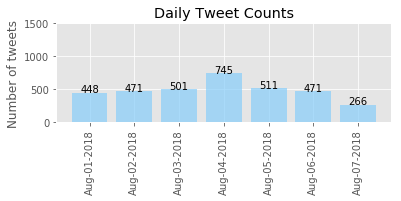 Daily Tweet Counts
Number of tweets
1500
1000
500
0
448
471
501
745
511
471
266
Aug-01-2018
Aug-02-2018
Aug-03-2018
Aug-04-2018
Aug-05-2018
Aug-06-2018
Aug-07-2018